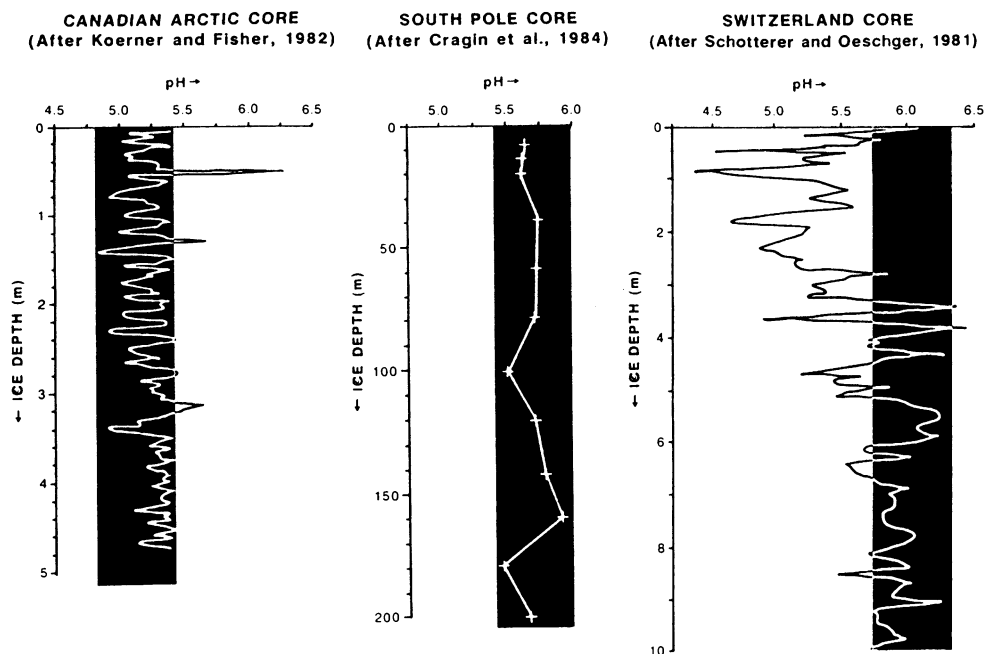 CANADIAN ARCTIC CORE
(After Koerner and Fisher, 1982)
pH→
4.5 5.0 5.5 6.0 6.5
0
1
2
3
4
5
← ICE DEPTH (m)
SOUTH POLE CORE
(After Cragin et al., 1984)
pH→
5.0 5.5 6.0
0
50
100
150
200
← ICE DEPTH (m)
SWITZERLAND CORE
(After Schotterer and Oeschger, 1981)
pH→
4.5 5.0 5.5 6.0 6.5
0
2
4
6
8
10
← ICE DEPTH (m)